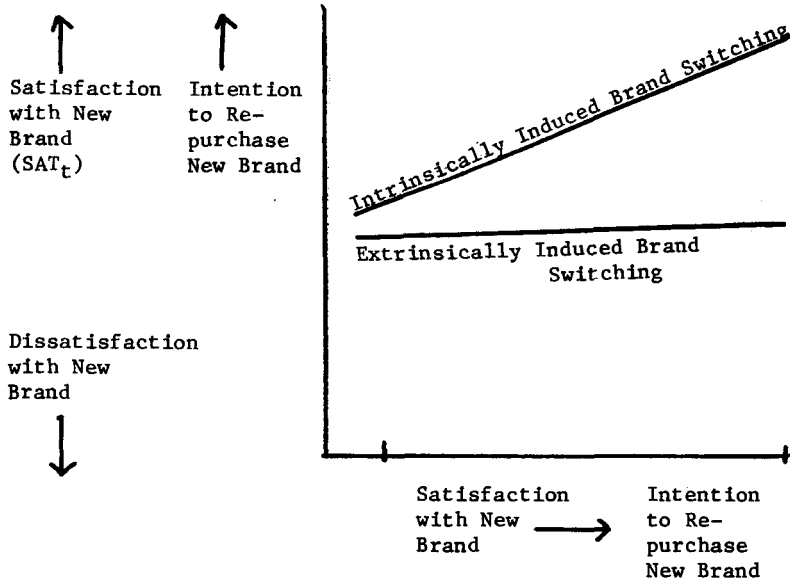 Satisfaction
with New
Brand
(SATt)
Intention
to Re-
purchase
New Brand
Intrinsically Induced Brand Switching
Extrinsically Induced Brand
Switching
Dissatisfaction
with New
Brand
Satisfaction
with New
Brand
Intention
to Re-
purchase
New Brand